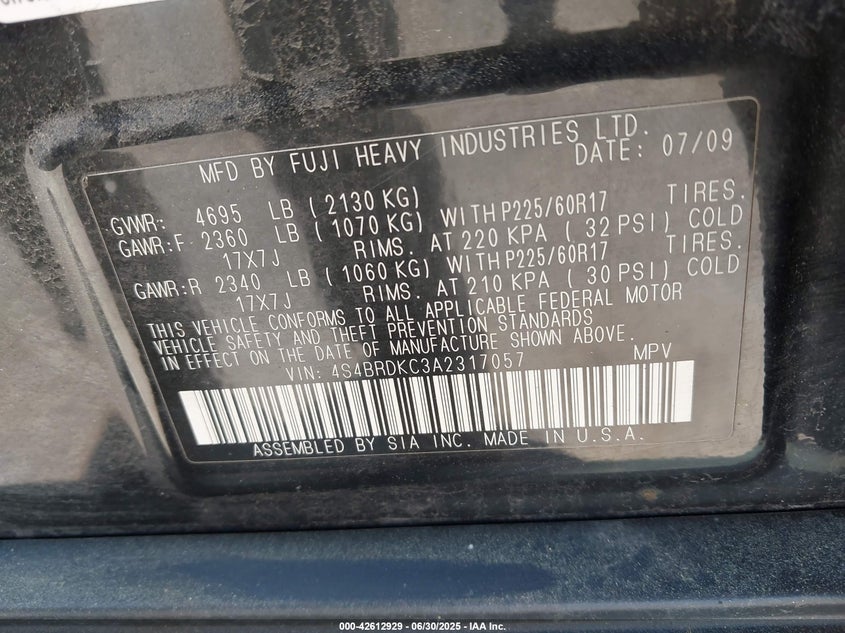 MFD BY FUJI HEAVY INDUSTRIES LTD.
DATE: 07/09
GVWR: 4695 LB ( 2130 KG)
GAWR:F 2360 LB ( 1070 KG) WITH P225/60R17 TIRES.
17X7J RIMS. AT 220 KPA ( 32 PSI) COLD
GAWR:R 2340 LB ( 1060 KG) WITH P225/60R17 TIRES.
17X7J RIMS. AT 210 KPA ( 30 PSI) COLD
THIS VEHICLE CONFORMS TO ALL APPLICABLE FEDERAL MOTOR
VEHICLE SAFETY AND THEFT PREVENTION STANDARDS
IN EFFECT ON THE DATE OF MANUFACTURE SHOWN ABOVE.
VIN: 4S4BRDKC3A2317057 MPV
ASSEMBLED BY SIA INC. MADE IN U.S.A.
000-42612929 - 06/30/2025 - IAA Inc.